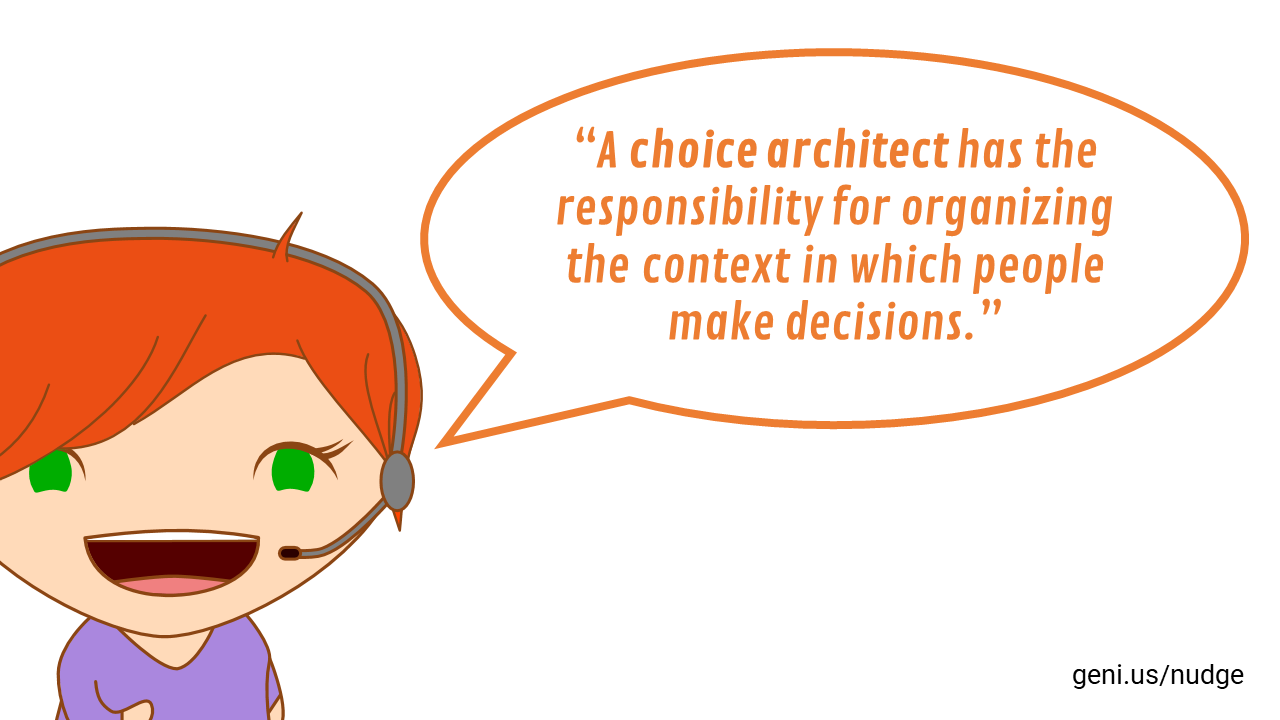 “A choice architect has the
responsibility for organizing
the context in which people
make decisions.”
geni.us/nudge